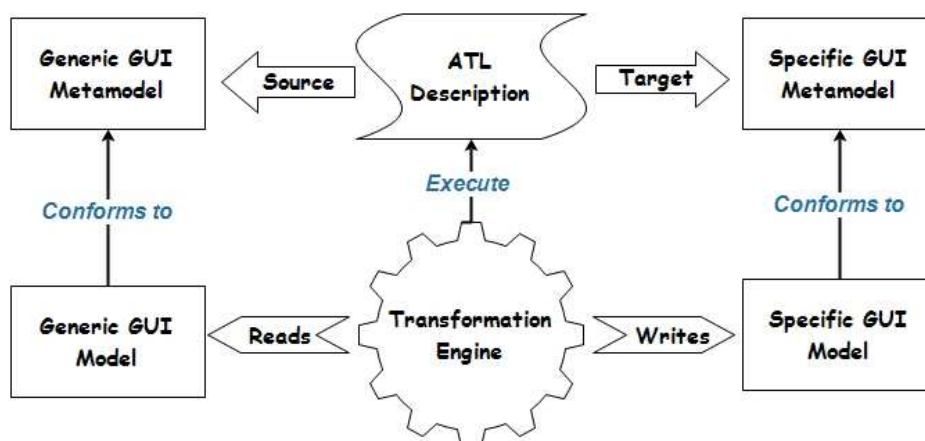 Generic GUI
Metamodel
Source
ATL
Description
Target
Specific GUI
Metamodel
Conforms to
Execute
Conforms to
Generic GUI
Model
Reads
Transformation
Engine
Writes
Specific GUI
Model